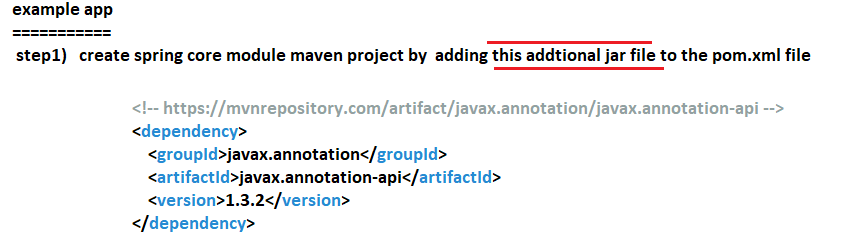 example app
===========
step1)   create spring core module maven project by  adding this addtional jar file to the pom.xml file
<!-- https://mvnrepository.com/artifact/javax.annotation/javax.annotation-api -->
<dependency>
<groupId>javax.annotation</groupId>
<artifactId>javax.annotation-api</artifactId>
<version>1.3.2</version>
</dependency>